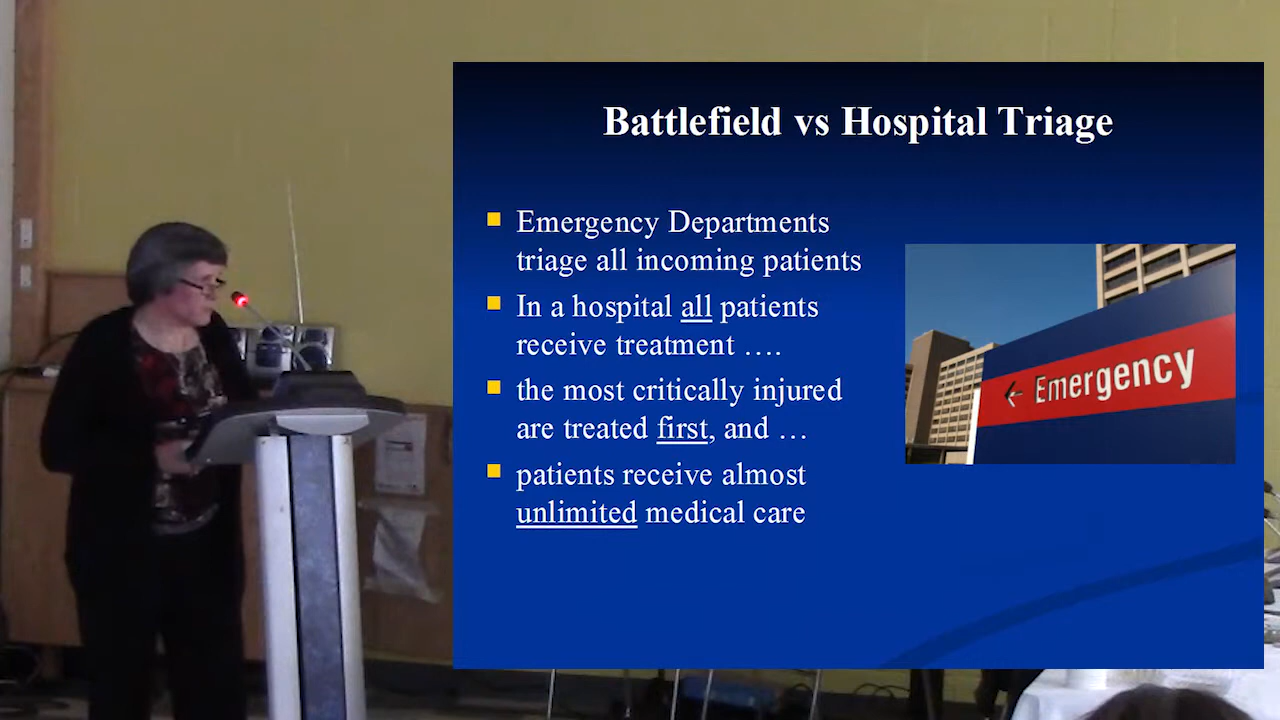 Battlefield vs Hospital Triage
Emergency Departments
triage all incoming patients
In a hospital all patients
receive treatment ….
the most critically injured
are treated first, and …
patients receive almost
unlimited medical care
← Emergency